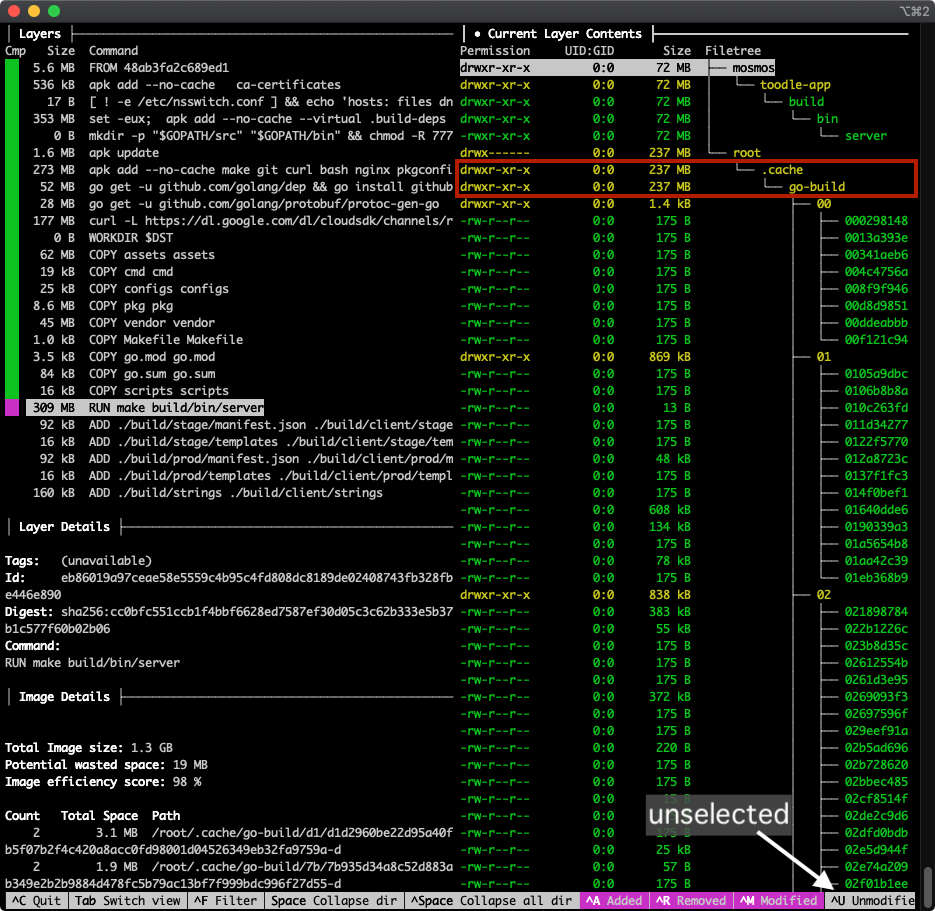 ⌥⌘2
Layers
Cmp Size Command
5.6 MB FROM 48ab3fa2c689ed1
536 kB apk add --no-cache ca-certificates
17 B [ ! -e /etc/nsswitch.conf ] && echo 'hosts: files dn
353 MB set -eux; apk add --no-cache --virtual .build-deps
0 B mkdir -p "$GOPATH/src" "$GOPATH/bin" && chmod -R 777
1.6 MB apk update
273 MB apk add --no-cache make git curl bash nginx pkgconfi
52 MB go get -u github.com/golang/dep && go install github
28 MB go get -u github.com/golang/protobuf/protoc-gen-go
177 MB curl -L https://dl.google.com/dl/cloudsdk/channels/r
0 B WORKDIR $DST
62 MB COPY assets assets
19 kB COPY cmd cmd
25 kB COPY configs configs
8.6 MB COPY pkg pkg
45 MB COPY vendor vendor
1.0 kB COPY Makefile Makefile
3.5 kB COPY go.mod go.mod
84 kB COPY go.sum go.sum
16 kB COPY scripts scripts
309 MB RUN make build/bin/server
92 kB ADD ./build/stage/manifest.json ./build/client/stage
16 kB ADD ./build/stage/templates ./build/client/stage/tem
92 kB ADD ./build/prod/manifest.json ./build/client/prod/m
16 kB ADD ./build/prod/templates ./build/client/prod/templ
160 kB ADD ./build/strings ./build/client/strings
Layer Details
Tags: (unavailable)
Id: eb86019a97ceae58e5559c4b95c4fd808dc8189de02408743fb328fb
e446e890
Digest: sha256:cc0bfc551ccb1f4bbf6628ed7587ef30d05c3c62b333e5b37
b1c577f60b02b06
Command:
RUN make build/bin/server
Image Details
Total Image size: 1.3 GB
Potential wasted space: 19 MB
Image efficiency score: 98 %
Count Total Space Path
2 3.1 MB /root/.cache/go-build/d1/d1d2960be22d95a40f
b5f07b2f4c420a8acc0fd98001d04526349eb32fa9759a-d
2 1.9 MB /root/.cache/go-build/7b/7b935d34a8c52d883a
b349e2b2b9884d478fc5b79ac13bf7f999bdc996f27d55-d
• Current Layer Contents
Permission UID:GID Size Filetree
drwxr-xr-x 0:0 72 MB ├── mosmos
drwxr-xr-x 0:0 72 MB └── toodle-app
drwxr-xr-x 0:0 72 MB └── build
drwxr-xr-x 0:0 72 MB └── bin
-rwxr-xr-x 0:0 72 MB └── server
drwx------ 0:0 237 MB └── root
drwxr-xr-x 0:0 237 MB └── .cache
drwxr-xr-x 0:0 237 MB └── go-build
drwxr-xr-x 0:0 1.4 kB ├── 00
-rw-r--r-- 0:0 175 B ├── 000298148
-rw-r--r-- 0:0 175 B ├── 0013a393e
-rw-r--r-- 0:0 175 B ├── 00341aeb6
-rw-r--r-- 0:0 175 B ├── 004c4756a
-rw-r--r-- 0:0 175 B ├── 008f9f946
-rw-r--r-- 0:0 175 B ├── 00d8d9851
-rw-r--r-- 0:0 175 B ├── 00ddeabbb
-rw-r--r-- 0:0 175 B └── 00f121c94
drwxr-xr-x 0:0 869 kB ├── 01
-rw-r--r-- 0:0 175 B ├── 0105a9dbc
-rw-r--r-- 0:0 175 B ├── 0106b8b8a
-rw-r--r-- 0:0 13 B ├── 010c263fd
-rw-r--r-- 0:0 175 B ├── 011d34277
-rw-r--r-- 0:0 175 B ├── 0122f5770
-rw-r--r-- 0:0 48 kB ├── 012a8723c
-rw-r--r-- 0:0 175 B ├── 0137f1fc3
-rw-r--r-- 0:0 175 B ├── 014f0bef1
-rw-r--r-- 0:0 608 kB ├── 01640dde6
-rw-r--r-- 0:0 134 kB ├── 0190339a3
-rw-r--r-- 0:0 175 B ├── 01a5654b8
-rw-r--r-- 0:0 78 kB ├── 01aa42c39
-rw-r--r-- 0:0 175 B └── 01eb368b9
drwxr-xr-x 0:0 838 kB ├── 02
-rw-r--r-- 0:0 383 kB ├── 021898784
-rw-r--r-- 0:0 55 kB ├── 022b1226c
-rw-r--r-- 0:0 175 B ├── 023b8d35c
-rw-r--r-- 0:0 175 B ├── 02612554b
-rw-r--r-- 0:0 175 B ├── 0261d3e95
-rw-r--r-- 0:0 372 kB ├── 0269093f3
-rw-r--r-- 0:0 175 B ├── 02697596f
-rw-r--r-- 0:0 175 B ├── 029eef91a
-rw-r--r-- 0:0 220 B ├── 02b5ad696
-rw-r--r-- 0:0 175 B ├── 02b728620
-rw-r--r-- 0:0 175 B ├── 02bbec485
-rw-r--r-- 0:0 15 B ├── 02cf8514f
-rw-r--r-- 0:0 ├── 02de2c9d6
-rw-r--r-- 0:0 175 B ├── 02dfd0bdb
-rw-r--r-- 0:0 25 kB ├── 02e5d944f
-rw-r--r-- 0:0 57 B ├── 02e74a209
-rw-r--r-- 0:0 175 B ├── 02f01b1ee
unselected
^C Quit Tab Switch view ^F Filter Space Collapse dir ^Space Collapse all dir ^A Added ^R Removed ^M Modified ^U Unmodifie